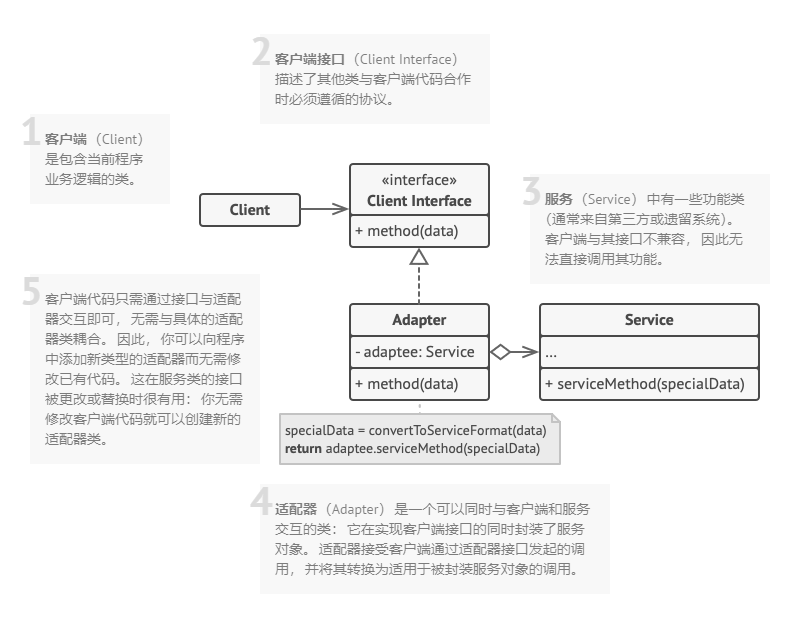 2
客户端接口 （Client Interface）
描述了其他类与客户端代码合作
时必须遵循的协议。
1
客户端 （Client）
是包含当前程序
业务逻辑的类。
Client
«interface»
Client Interface
+ method(data)
3
服务 （Service） 中有一些功能类
（通常来自第三方或遗留系统）。
客户端与其接口不兼容， 因此无
法直接调用其功能。
5
客户端代码只需通过接口与适配
器交互即可， 无需与具体的适配
器类耦合。 因此， 你可以向程序
中添加新类型的适配器而无需修
改已有代码。 这在服务类的接口
被更改或替换时很有用： 你无需
修改客户端代码就可以创建新的
适配器类。
Adapter
- adaptee: Service
+ method(data)
Service
...
+ serviceMethod(specialData)
specialData = convertToServiceFormat(data)
return adaptee.serviceMethod(specialData)
4
适配器 （Adapter） 是一个可以同时与客户端和服务
交互的类： 它在实现客户端接口的同时封装了服务
对象。 适配器接受客户端通过适配器接口发起的调
用， 并将其转换为适用于被封装服务对象的调用。